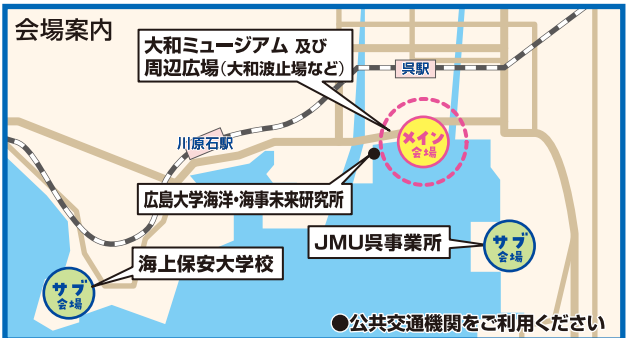 会場案内
大和ミュージアム 及び
周辺広場(大和波止場など)
呉駅
川原石駅
メイン
会場
広島大学海洋・海事未来研究所
JMU呉事業所
サブ
会場
海上保安大学校
サブ
会場
●公共交通機関をご利用ください